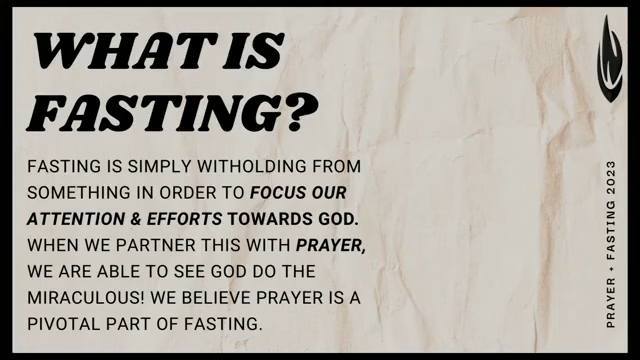 WHAT IS
FASTING?
FASTING IS SIMPLY WITHOLDING FROM
SOMETHING IN ORDER TO FOCUS OUR
ATTENTION & EFFORTS TOWARDS GOD.
WHEN WE PARTNER THIS WITH PRAYER,
WE ARE ABLE TO SEE GOD DO THE
MIRACULOUS! WE BELIEVE PRAYER IS A
PIVOTAL PART OF FASTING.
PRAYER + FASTING 2023